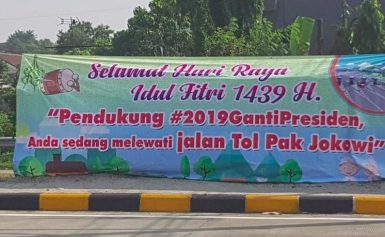 Selamat Hari Raya
Idul Fitri 1439 H.
"Pendukung #2019GantiPresiden,
Anda sedang melewati jalan Tol Pak Jokowi"